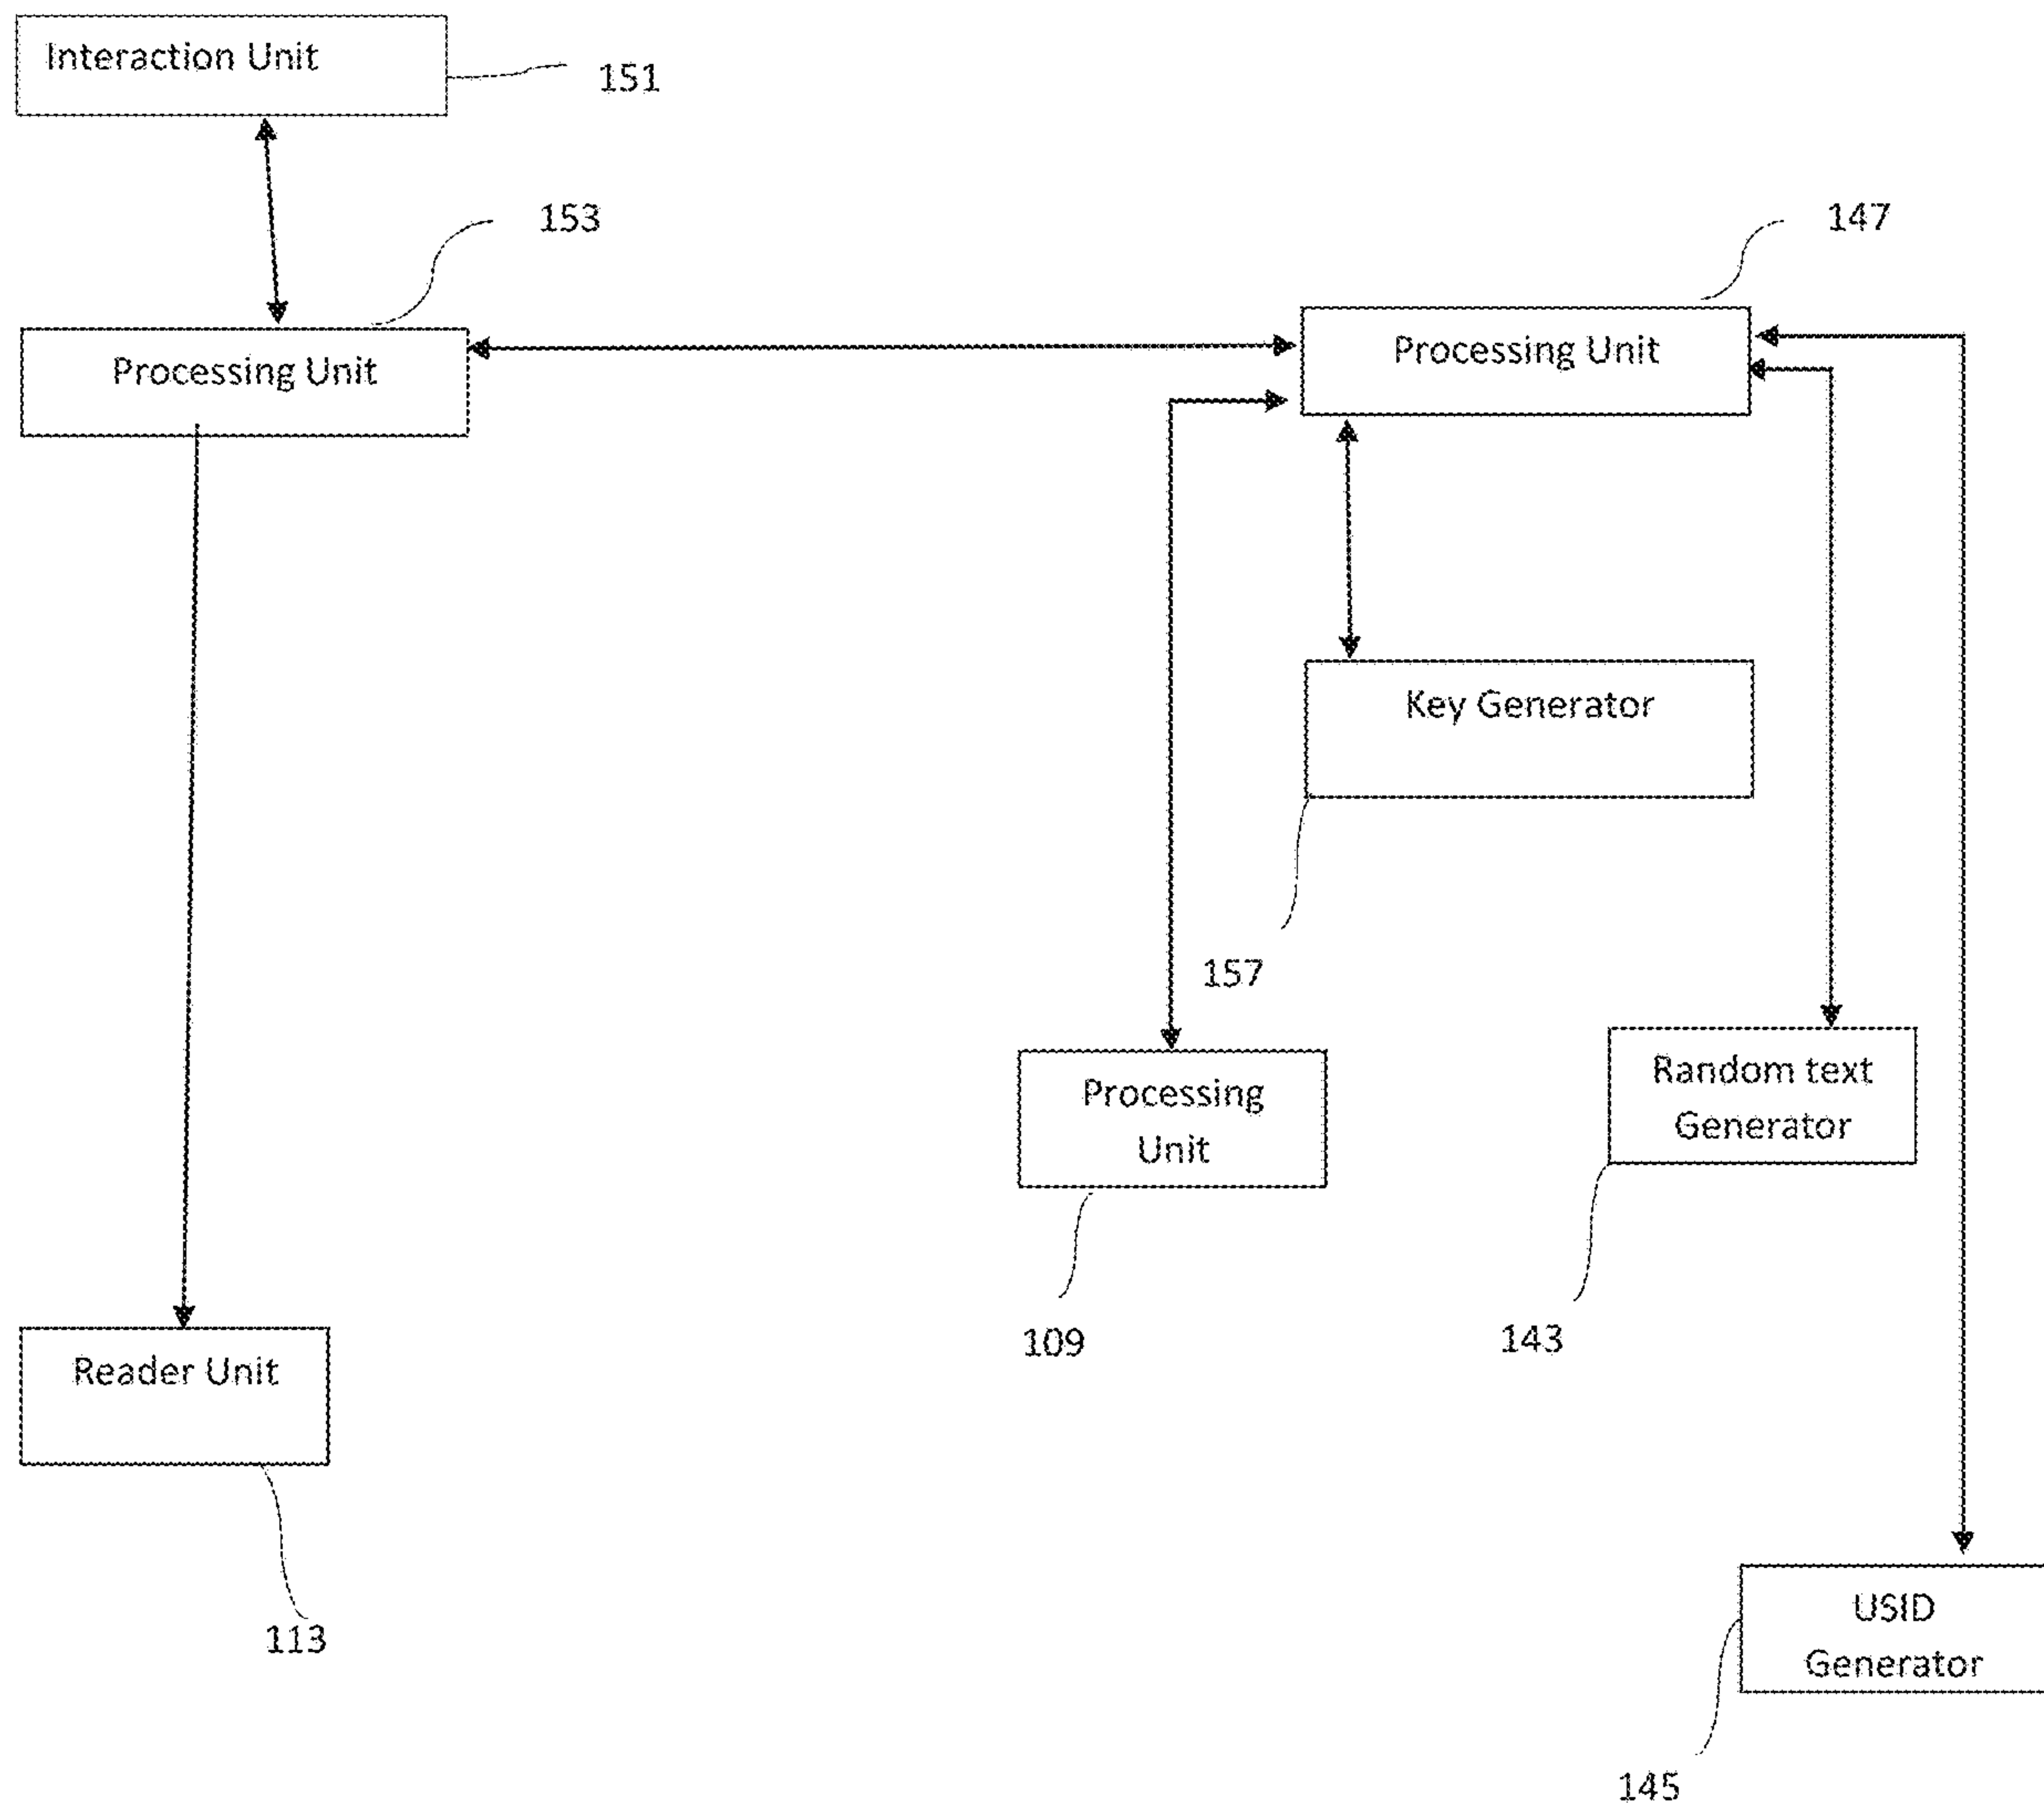 Interaction Unit
151
153
147
Processing Unit
Processing Unit
Key Generator
157
Processing
Unit
Random text
Generator
109
143
Reader Unit
113
USID
Generator
145